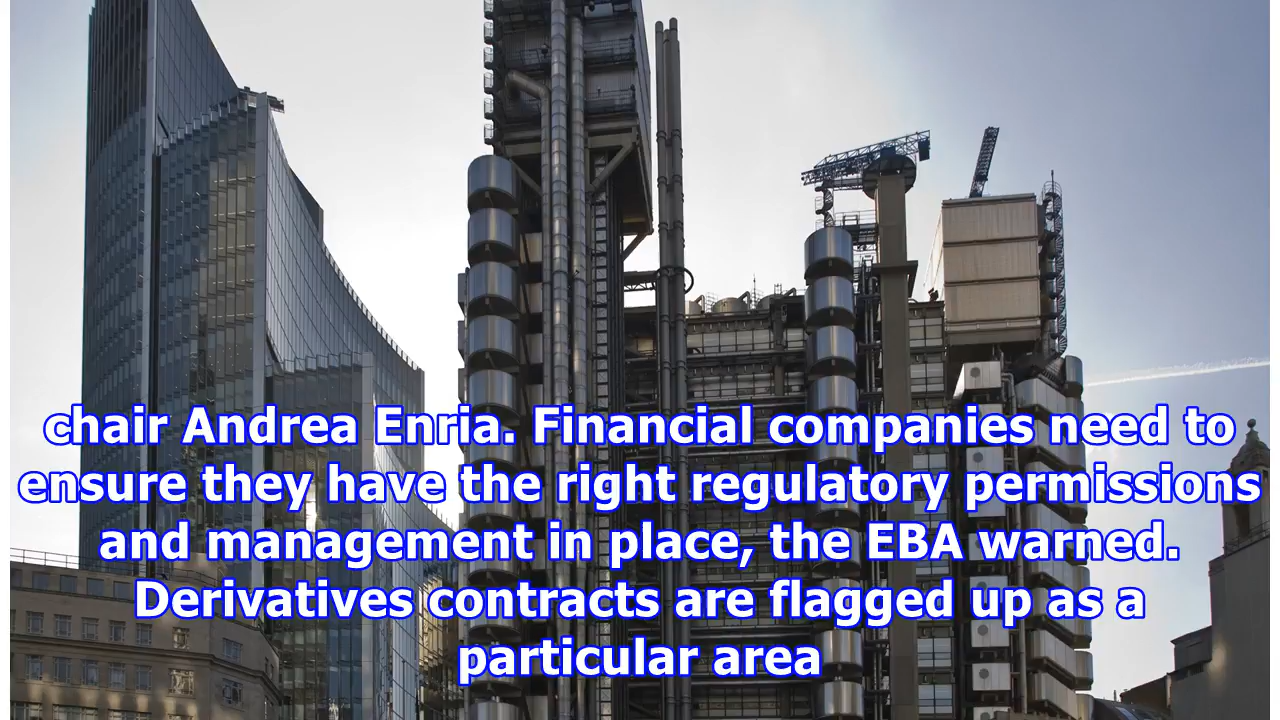 chair Andrea Enria. Financial companies need to
ensure they have the right regulatory permissions
and management in place, the EBA warned.
Derivatives contracts are flagged up as a
particular area